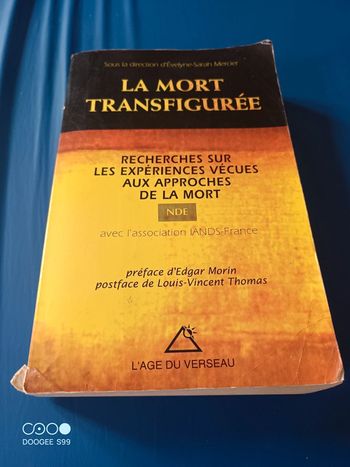 Sous la direction d'Évelyne-Sarah Mercier
LA MORT
TRANSFIGURÉE
RECHERCHES SUR
LES EXPÉRIENCES VÉCUES
AUX APPROCHES
DE LA MORT
NDE
avec l'association IANDS-France
préface d'Edgar Morin
postface de Louis-Vincent Thomas
L'AGE DU VERSEAU
DOOGEE S99